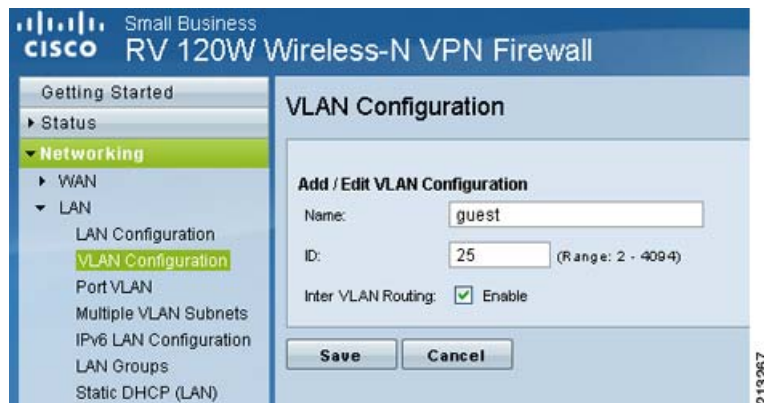 Small Business
CISCO RV 120W Wireless-N VPN Firewall
Getting Started
Status
Networking
WAN
LAN
LAN Configuration
VLAN Configuration
Port VLAN
Multiple VLAN Subnets
IPv6 LAN Configuration
LAN Groups
Static DHCP (LAN)
VLAN Configuration
Add / Edit VLAN Configuration
Name: guest
ID: 25 (Range: 2 - 4094)
Inter VLAN Routing: Enable
Save Cancel
213267